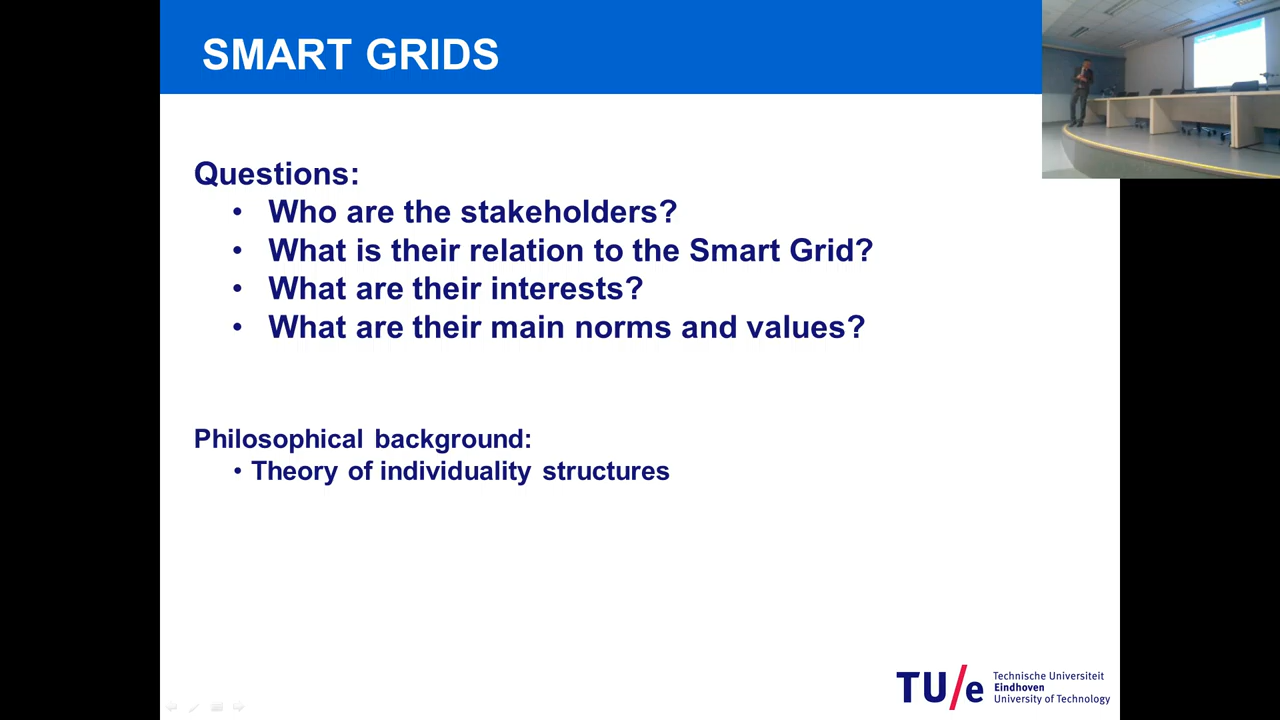 SMART GRIDS
Questions:
• Who are the stakeholders?
• What is their relation to the Smart Grid?
• What are their interests?
• What are their main norms and values?
Philosophical background:
• Theory of individuality structures
TU/e
Technische Universiteit
Eindhoven
University of Technology